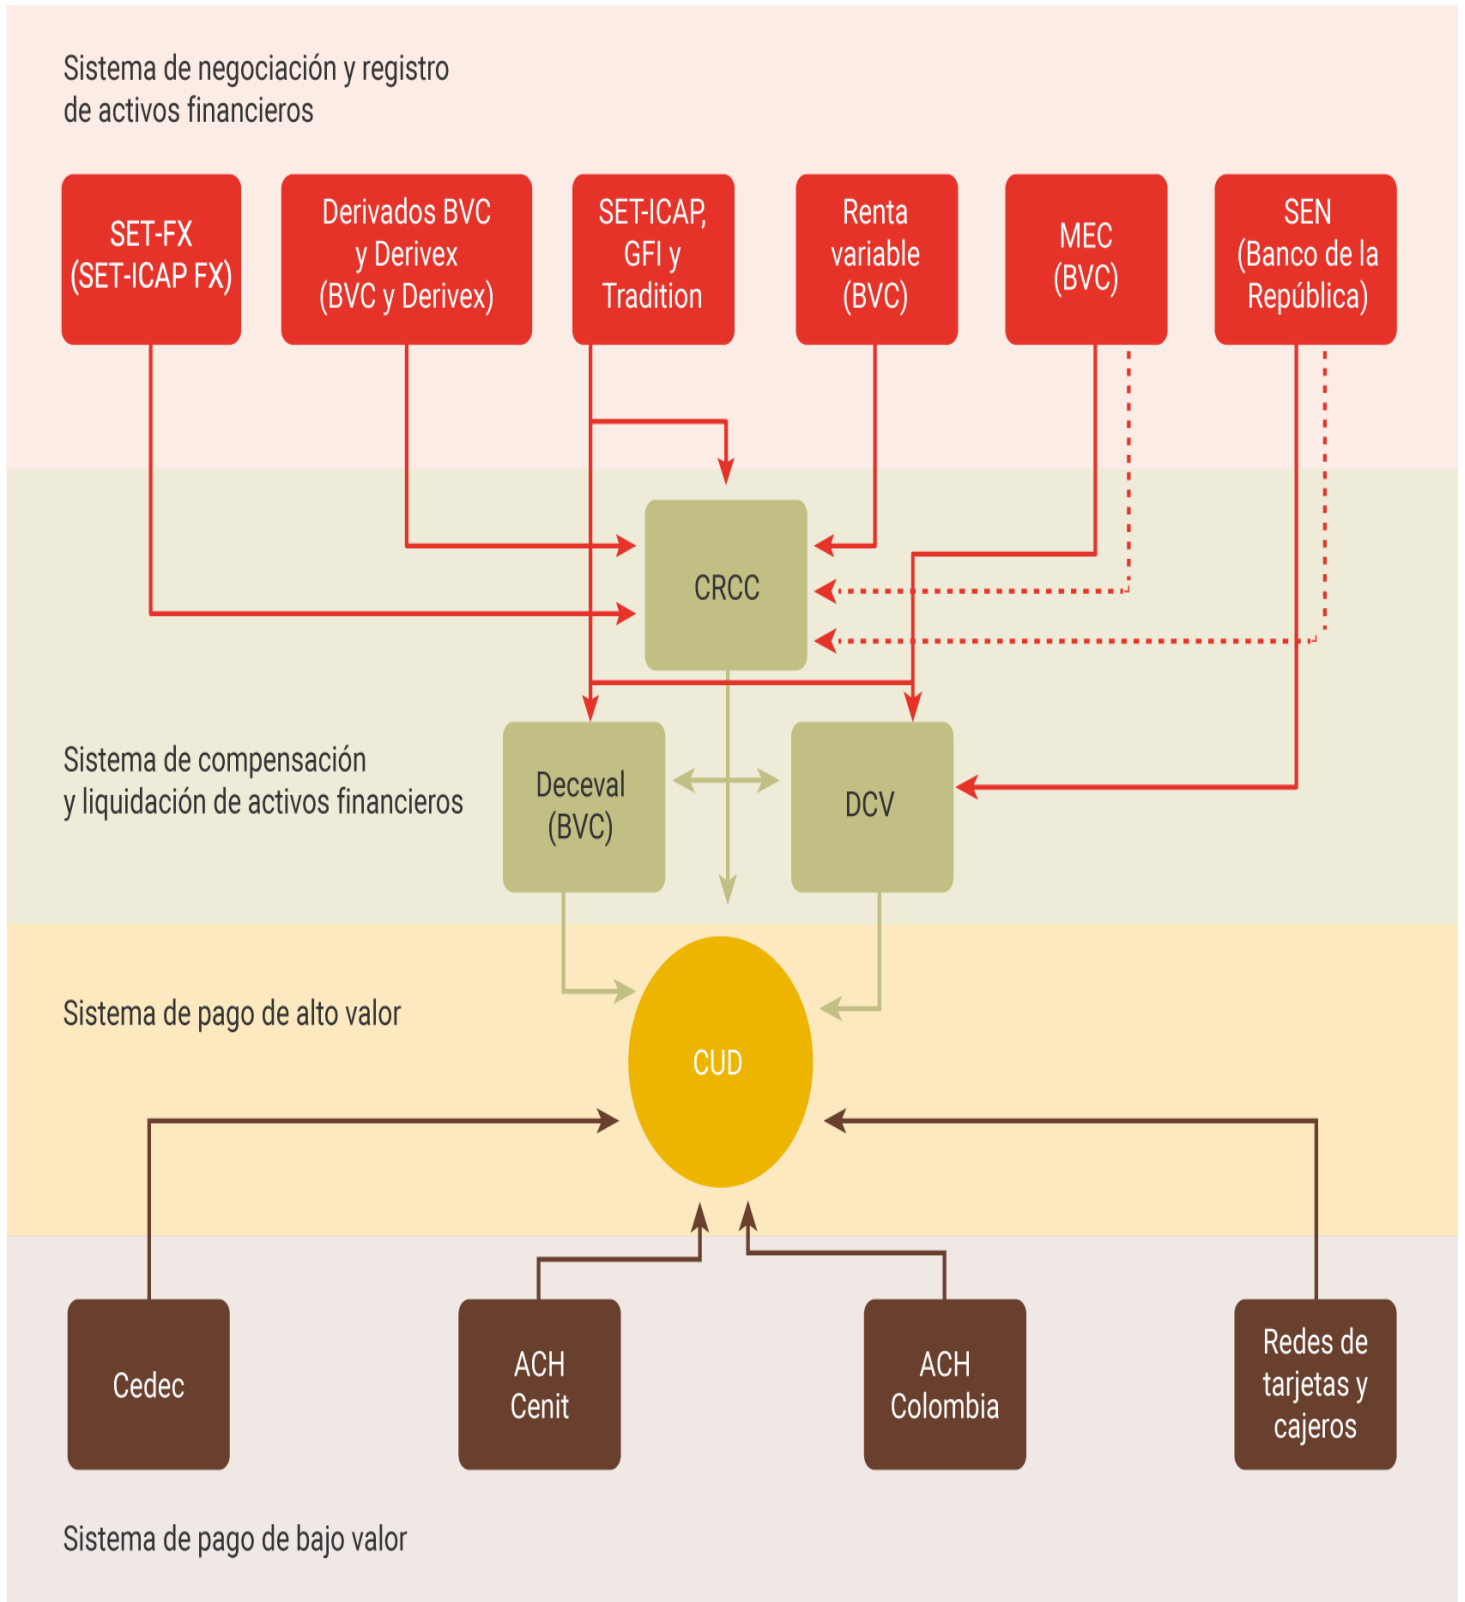 Sistema de negociación y registro
de activos financieros
SET-FX
(SET-ICAP FX)
Derivados BVC
y Derivex
(BVC y Derivex)
SET-ICAP,
GFI y
Tradition
Renta
variable
(BVC)
MEC
(BVC)
SEN
(Banco de la
República)
CRCC
Sistema de compensación
y liquidación de activos financieros
Deceval
(BVC)
DCV
Sistema de pago de alto valor
CUD
Cedec
ACH
Cenit
ACH
Colombia
Redes de
tarjetas y
cajeros
Sistema de pago de bajo valor